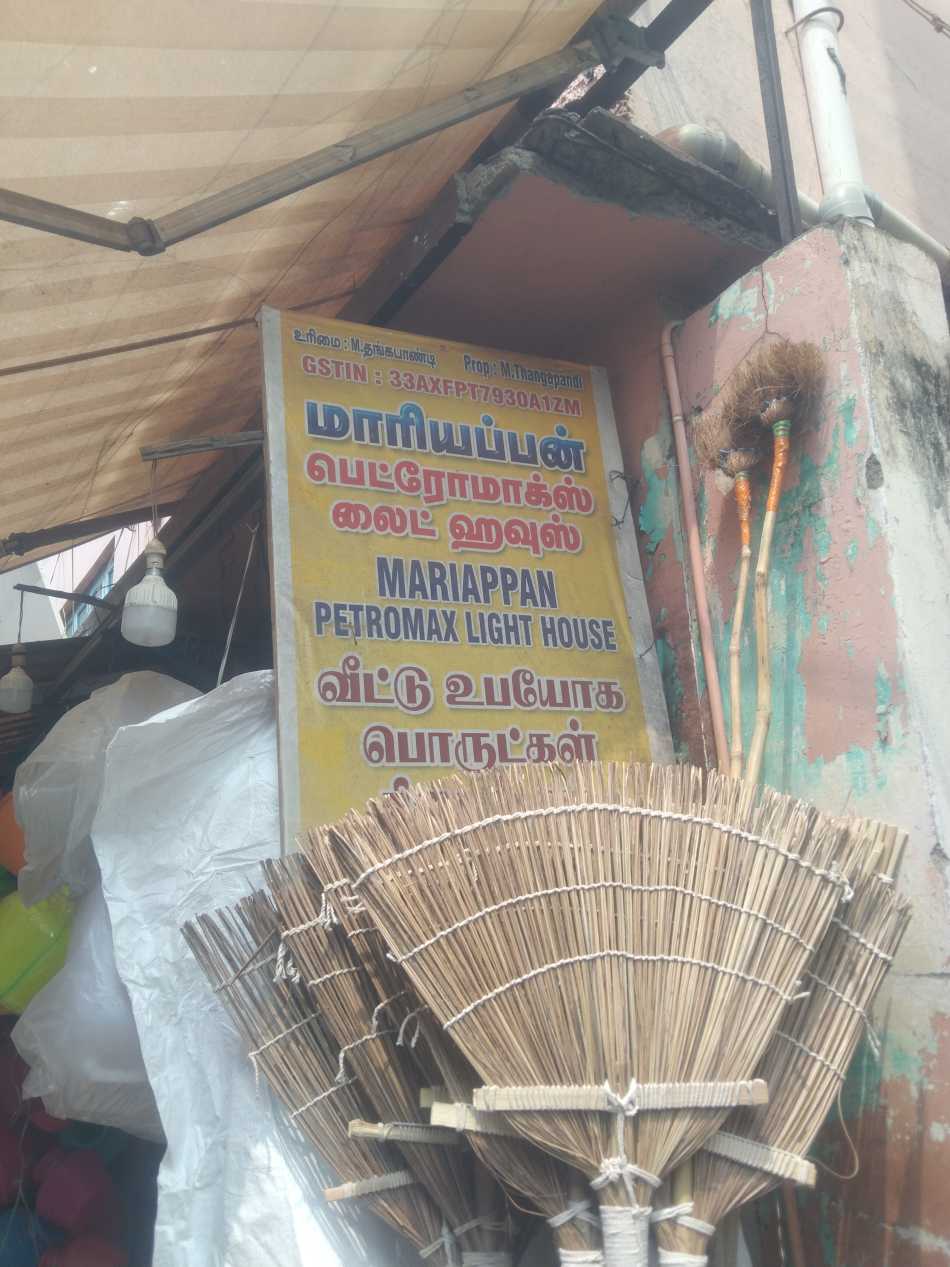 உரிமை : M.தங்கபாண்டி Prop.: M.Thangapandi
GSTIN : 33AXFPT7930A1ZM
மாரியப்பன்
பெட்ரோமாக்ஸ்
லைட் ஹவுஸ்
MARIAPPAN
PETROMAX LIGHT HOUSE
வீட்டு உபயோக
பொருட்கள்